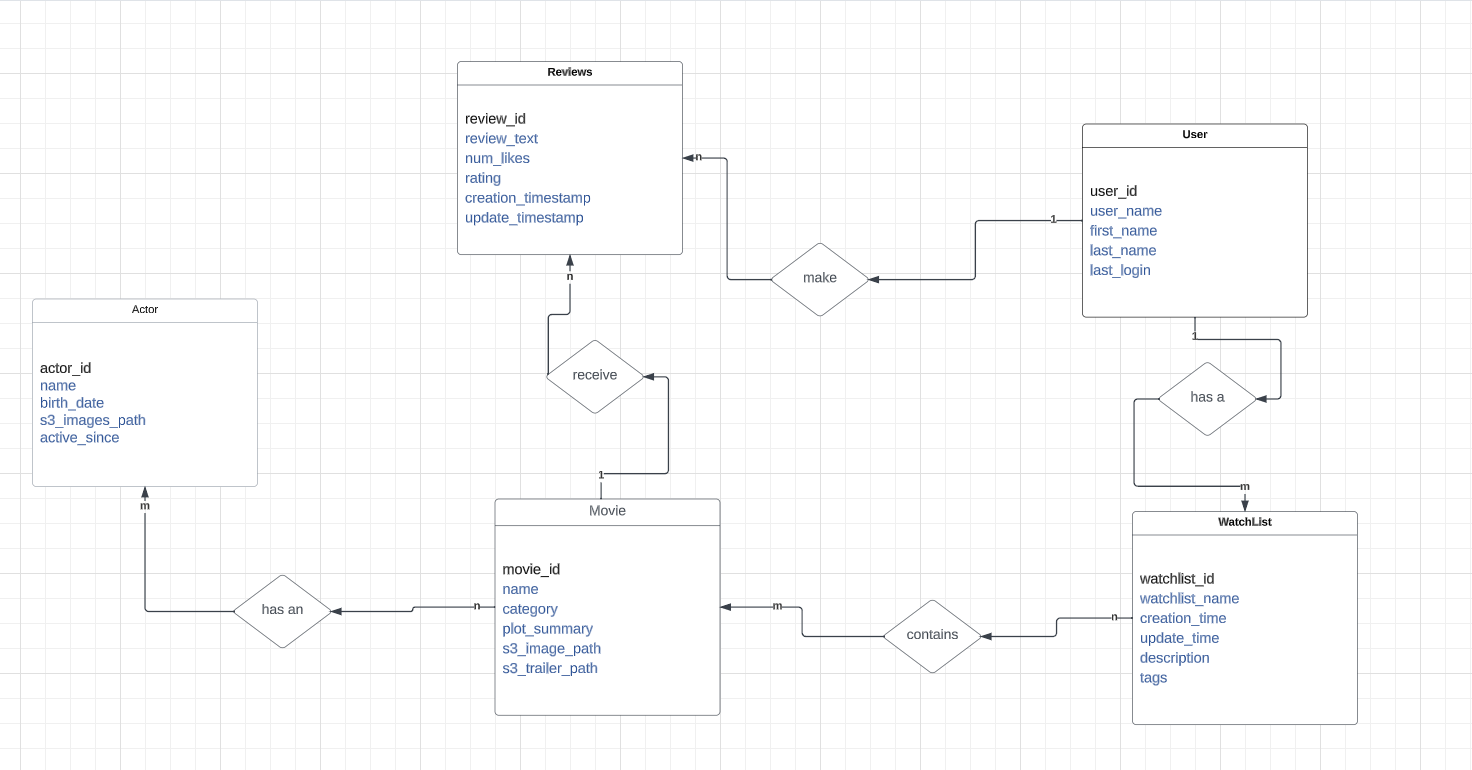 Reviews
review_id
review_text
num_likes
rating
creation_timestamp
update_timestamp
n
make
1
User
user_id
user_name
first_name
last_name
last_login
n
receive
1
1
has a
m
Actor
actor_id
name
birth_date
s3_images_path
active_since
m
has an
n
Movie
movie_id
name
category
plot_summary
s3_image_path
s3_trailer_path
m
contains
n
WatchList
watchlist_id
watchlist_name
creation_time
update_time
description
tags